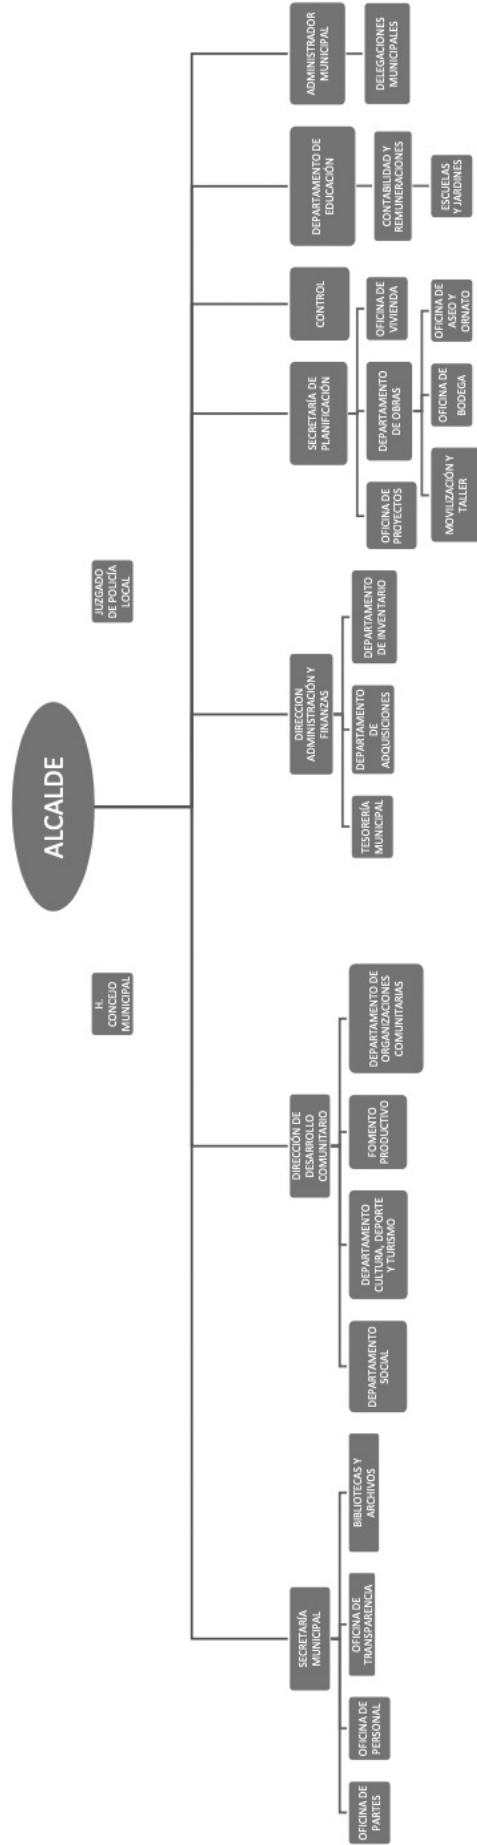 ALCALDE
H.
CONCEJO
MUNICIPAL
JUZGADO
DE POLICÍA
LOCAL
SECRETARÍA
MUNICIPAL
OFICINA DE
PARTES
OFICINA DE
PERSONAL
OFICINA DE
TRANSPARENCIA
BIBLIOTECAS Y
ARCHIVOS
DIRECCIÓN DE
DESARROLLO
COMUNITARIO
DEPARTAMENTO
SOCIAL
DEPARTAMENTO
CULTURA, DEPORTE
Y TURISMO
FOMENTO
PRODUCTIVO
DEPARTAMENTO DE
ORGANIZACIONES
COMUNITARIAS
DIRECCION
ADMINISTRACIÓN Y
FINANZAS
TESORERÍA
MUNICIPAL
DEPARTAMENTO
DE
ADQUISICIONES
DEPARTAMENTO
DE INVENTARIO
SECRETARÍA DE
PLANIFICACIÓN
OFICINA DE
PROYECTOS
DEPARTAMENTO
DE OBRAS
OFICINA DE
VIVIENDA
MOVILIZACIÓN Y
TALLER
OFICINA DE
BODEGA
OFICINA DE
ASEO Y
ORNATO
CONTROL
DEPARTAMENTO DE
EDUCACIÓN
CONTABILIDAD Y
REMUNERACIONES
ESCUELAS
Y JARDINES
ADMINISTRADOR
MUNICIPAL
DELEGACIONES
MUNICIPALES